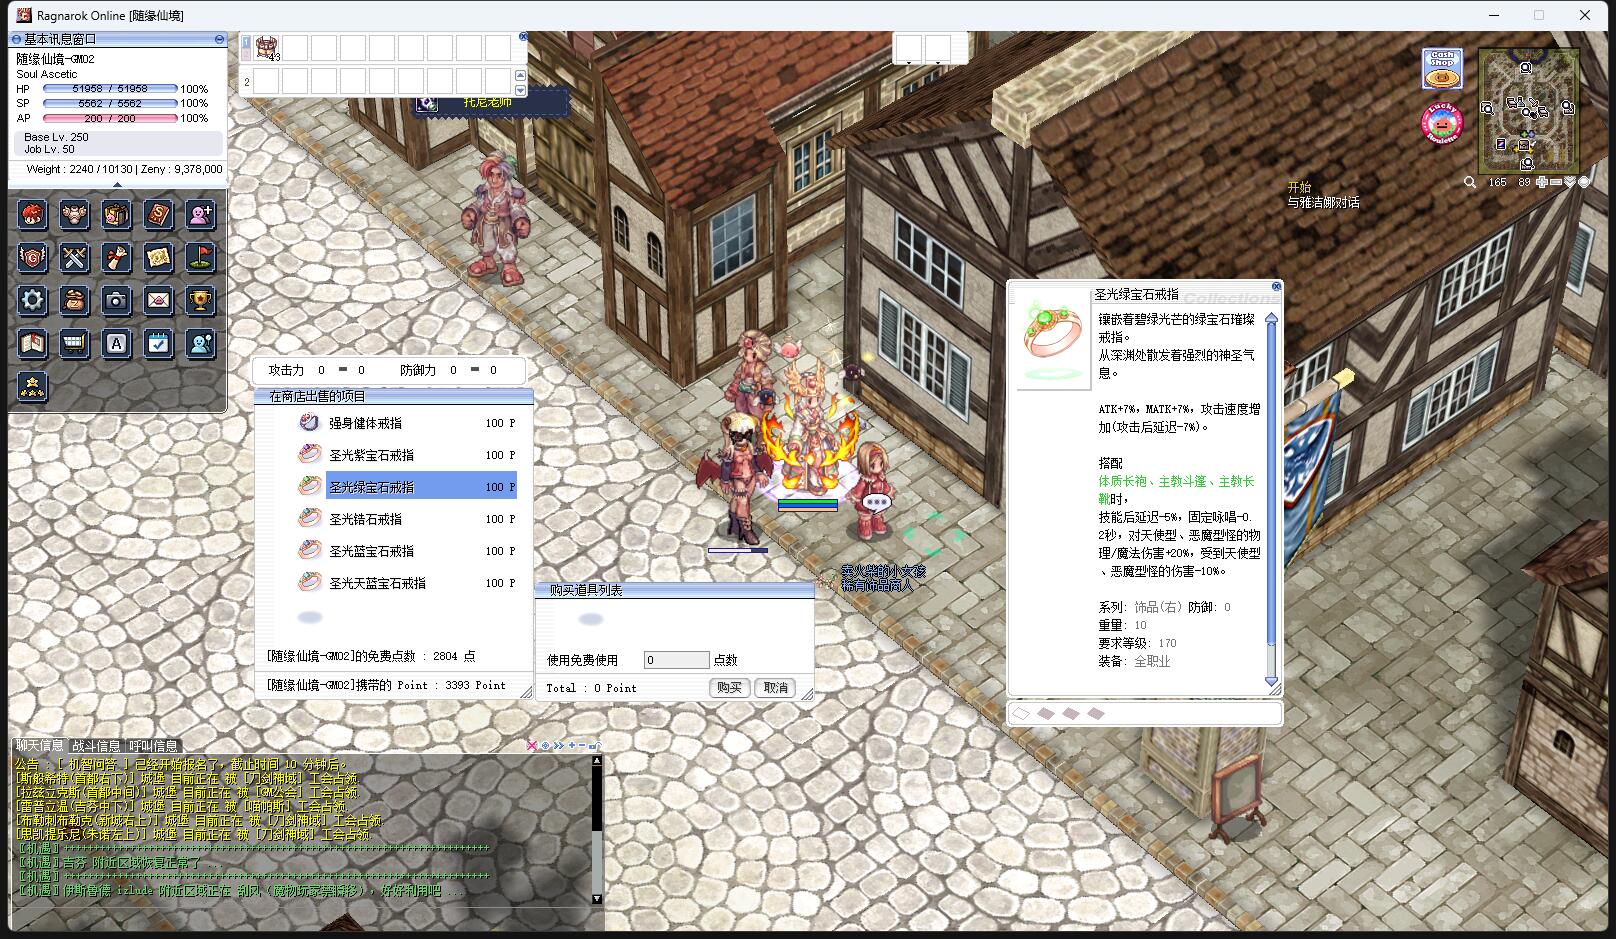 Ragnarok Online [随缘仙境]
基本讯息窗口
随缘仙境-GM02
Soul Ascetic
HP 51958 / 51958 100%
SP 5562 / 5562 100%
AP 200 / 200 100%
Base Lv. 250
Job Lv. 50
Weight : 2240 / 10130 | Zeny : 9,378,000
1
43
2
托尼老师
Cash Shop
Lucky Roulette
165 89
开始
与雅洁娜对话
攻击力 0 = 0 防御力 0 = 0
在商店出售的项目
强身健体戒指 100 P
圣光紫宝石戒指 100 P
圣光绿宝石戒指 100 P
圣光锆石戒指 100 P
圣光蓝宝石戒指 100 P
圣光天蓝宝石戒指 100 P
[随缘仙境-GM02]的免费点数 : 2804 点
[随缘仙境-GM02]携带的 Point : 3393 Point
购买道具列表
使用免费使用 0 点数
Total : 0 Point 购买 取消
卖火柴的小女孩
稀有饰品商人
圣光绿宝石戒指
Collections
镶嵌着碧绿光芒的绿宝石璀璨
戒指。
从深渊处散发着强烈的神圣气
息。
ATK+7%, MATK+7%, 攻击速度增
加(攻击后延迟-7%)。
搭配
体质长袍、主教斗篷、主教长
靴时,
技能后延迟-5%, 固定咏唱-0.
2秒, 对天使型、恶魔型怪的物
理/魔法伤害+20%, 受到天使型
、恶魔型怪的伤害-10%。
系列: 饰品(右) 防御: 0
重量: 10
要求等级: 170
装备: 全职业
聊天信息 战斗信息 呼叫信息
公告 : [ 机智问答 ] 已经开始报名了, 截止时间 10 分钟后。
[斯般希特(首都右下)] 城堡 目前正在 被 [刀剑神域] 工会占领.
[拉兹立克斯(首都中间)] 城堡 目前正在 被 [GM公会] 工会占领.
[雷普立温(吉芬中下)] 城堡 目前正在 被 [喵帕斯] 工会占领.
[布勒刺布勒克(新城右上)] 城堡 目前正在 被 [刀剑神域] 工会占领.
[思凯提乐尼(朱诺左上)] 城堡 目前正在 被 [刀剑神域] 工会占领.
〖机遇〗吉芬 附近区域恢复正常了 ...
〖机遇〗伊斯鲁德 izlude 附近区域正在 刮风 (魔物玩家禁瞬移), 好好利用吧 ...